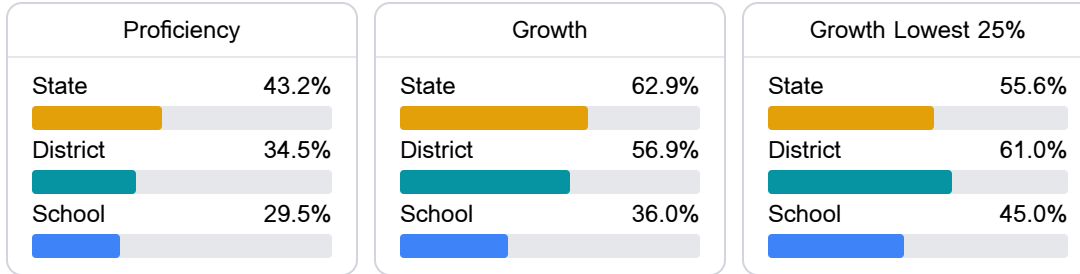 Proficiency
State 43.2%
District 34.5%
School 29.5%
Growth
State 62.9%
District 56.9%
School 36.0%
Growth Lowest 25%
State 55.6%
District 61.0%
School 45.0%